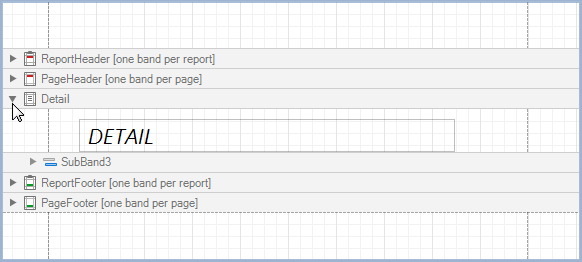 ReportHeader [one band per report]
PageHeader [one band per page]
Detail
DETAIL
SubBand3
ReportFooter [one band per report]
PageFooter [one band per page]